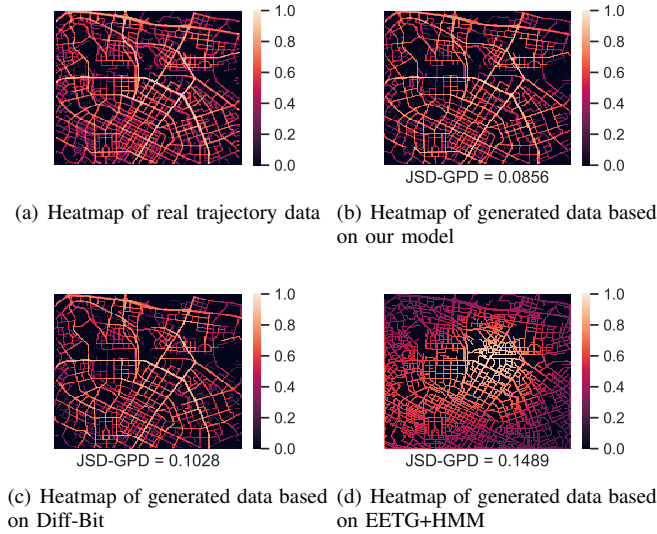 1.0
0.8
0.6
0.4
0.2
0.0
(a) Heatmap of real trajectory data
1.0
0.8
0.6
0.4
0.2
0.0
JSD-GPD = 0.0856
(b) Heatmap of generated data based
on our model
1.0
0.8
0.6
0.4
0.2
0.0
JSD-GPD = 0.1028
(c) Heatmap of generated data based
on Diff-Bit
1.0
0.8
0.6
0.4
0.2
0.0
JSD-GPD = 0.1489
(d) Heatmap of generated data based
on EETG+HMM